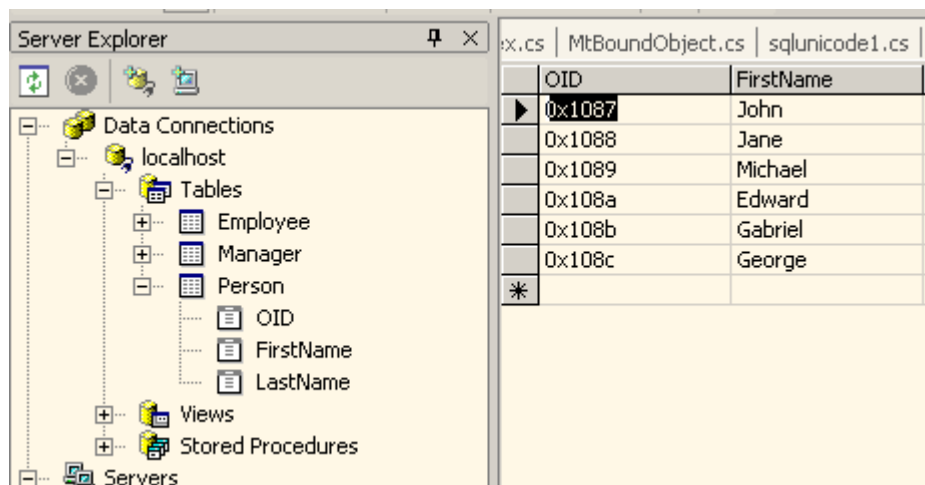 Server Explorer
x.cs MtBoundObject.cs sqlunicode1.cs
OID FirstName
0x1087 John
0x1088 Jane
0x1089 Michael
0x108a Edward
0x108b Gabriel
0x108c George
Data Connections
localhost
Tables
Employee
Manager
Person
OID
FirstName
LastName
Views
Stored Procedures
Servers